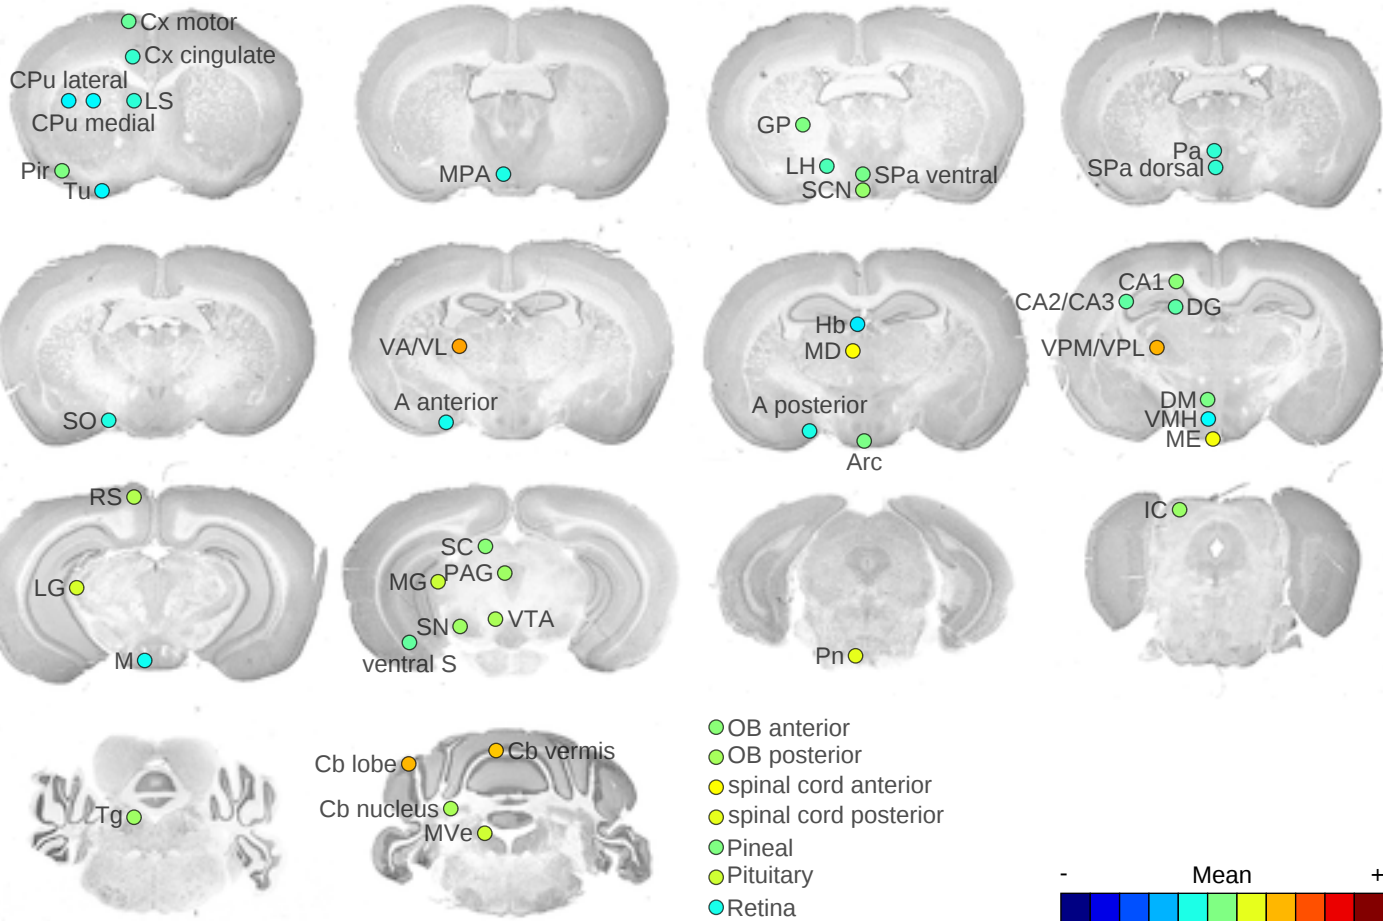 Cx motor
Cx cingulate
CPu lateral
LS
CPu medial
Pir
Tu
MPA
GP
LH
SPa ventral
SCN
Pa
SPa dorsal
SO
VA/VL
A anterior
Hb
MD
A posterior
Arc
CA1
CA2/CA3
DG
VPM/VPL
DM
VMH
ME
RS
LG
M
SC
PAG
MG
VTA
SN
ventral S
Pn
IC
Tg
Cb vermis
Cb lobe
Cb nucleus
MVe
OB anterior
OB posterior
spinal cord anterior
spinal cord posterior
Pineal
Pituitary
Retina
- Mean +